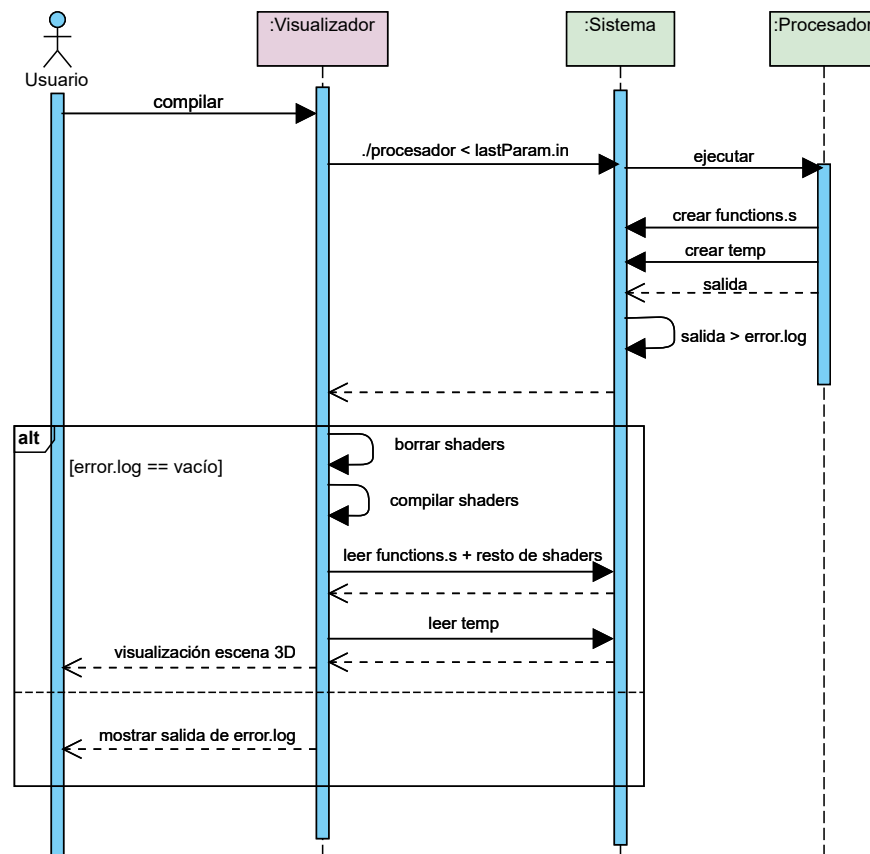 :Visualizador
:Sistema
:Procesador
Usuario
compilar
./procesador < lastParam.in
ejecutar
crear functions.s
crear temp
salida
salida > error.log
alt
borrar shaders
[error.log == vacío]
compilar shaders
leer functions.s + resto de shaders
leer temp
visualización escena 3D
mostrar salida de error.log